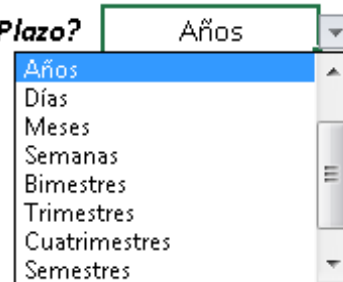 Plazo? Años
Años
Días
Meses
Semanas
Bimestres
Trimestres
Cuatrimestres
Semestres